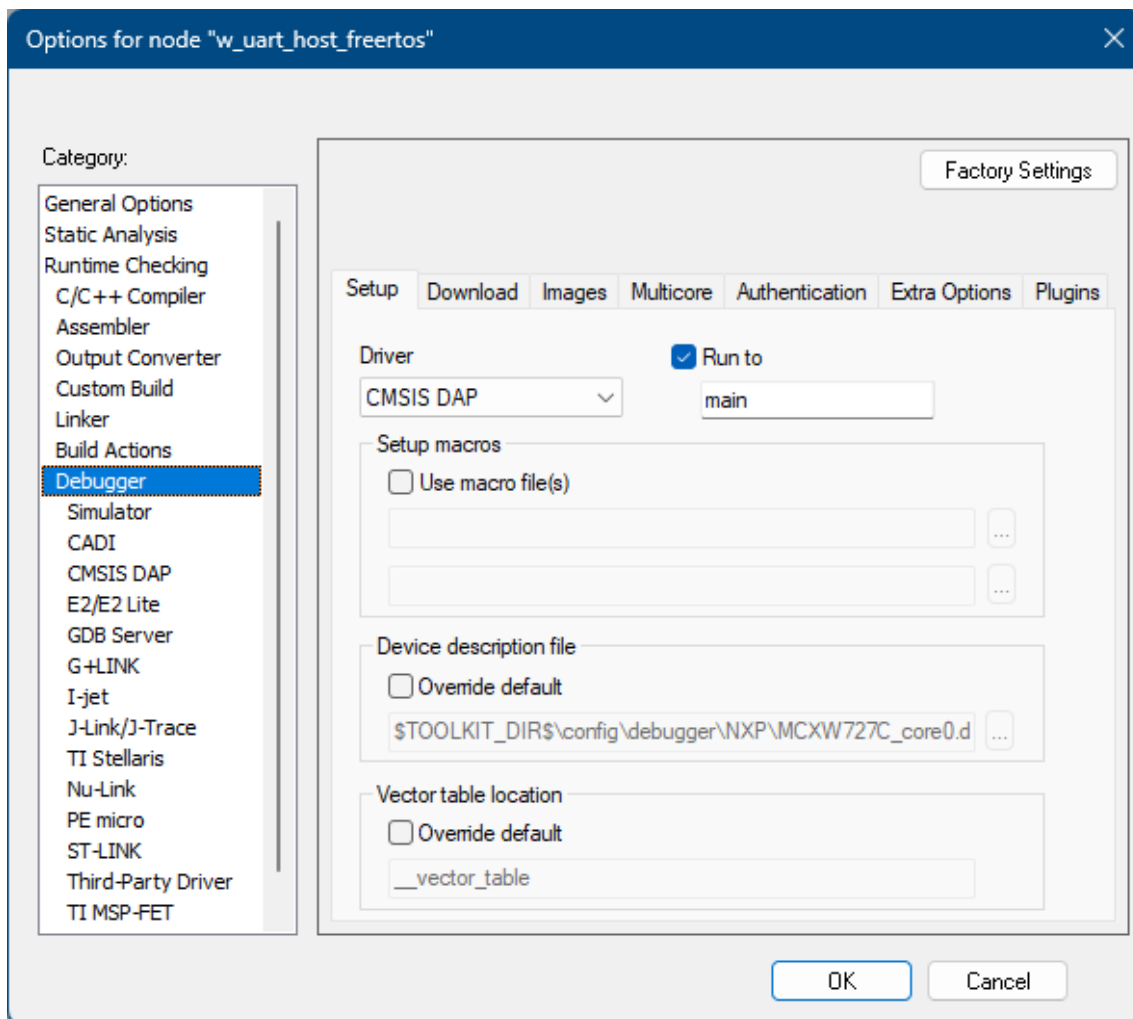 Options for node "w_uart_host_freertos"
Category:
Factory Settings
General Options
Static Analysis
Runtime Checking
C/C++ Compiler
Assembler
Output Converter
Custom Build
Linker
Build Actions
Debugger
Simulator
CADI
CMSIS DAP
E2/E2 Lite
GDB Server
G+LINK
I-jet
J-Link/J-Trace
TI Stellaris
Nu-Link
PE micro
ST-LINK
Third-Party Driver
TI MSP-FET
Setup Download Images Multicore Authentication Extra Options Plugins
Driver
Run to
CMSIS DAP
main
Setup macros
Use macro file(s)
...
...
Device description file
Override default
$TOOLKIT_DIR$\config\debugger\NXP\MCXW727C_core0.d
...
Vector table location
Override default
__vector_table
OK Cancel